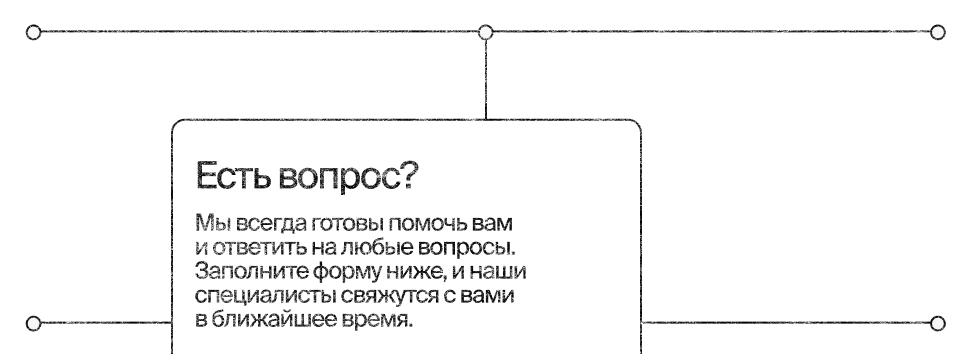 Есть вопрос?
Мы всегда готовы помочь вам
и ответить на любые вопросы.
Заполните форму ниже, и наши
специалисты свяжутся с вами
в ближайшее время.